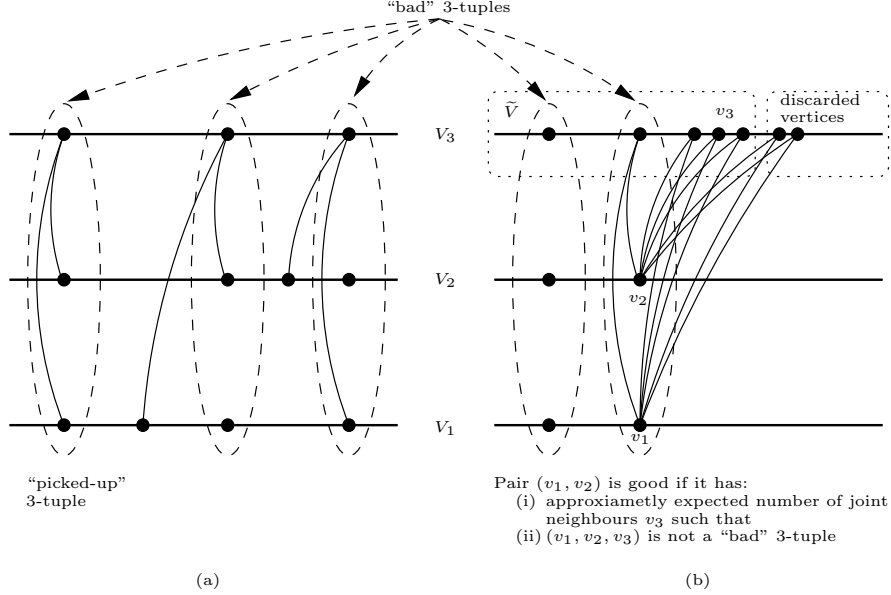 “bad” 3-tuples
V₃
V₂
V₁
“picked-up”
3-tuple
(a)
Ṽ
v₃
discarded
vertices
v₂
v₁
Pair (v₁, v₂) is good if it has:
(i) approxiametly expected number of joint
neighbours v₃ such that
(ii) (v₁, v₂, v₃) is not a “bad” 3-tuple
(b)